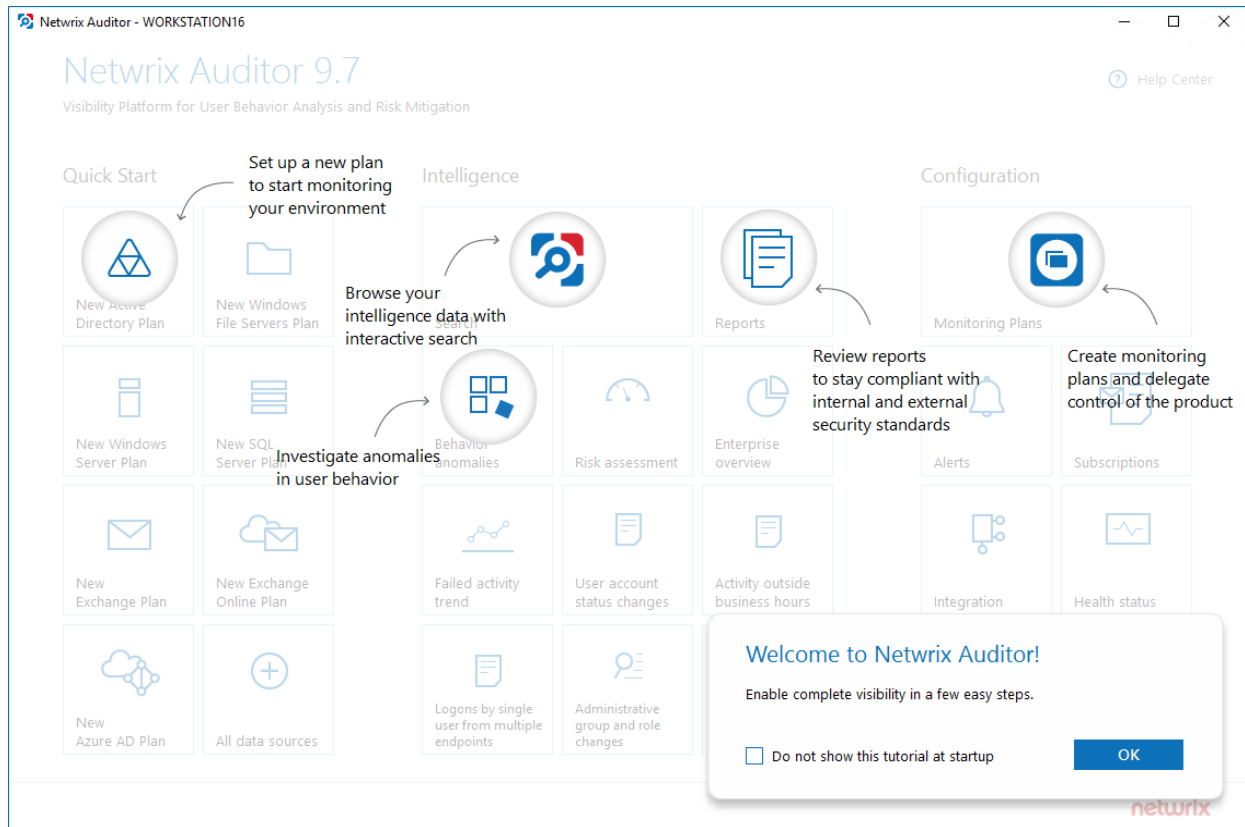 Netwrix Auditor - WORKSTATION16
Netwrix Auditor 9.7
Help Center
Visibility Platform for User Behavior Analysis and Risk Mitigation
Quick Start
Set up a new plan
to start monitoring
your environment
Intelligence
Configuration
New Active
Directory Plan
New Windows
File Servers Plan
Browse your
intelligence data with
interactive search
Search
Reports
Monitoring Plans
Review reports
to stay compliant with
internal and external
security standards
Create monitoring
plans and delegate
control of the product
New Windows
Server Plan
New SQL
Server Plan
Investigate anomalies
in user behavior
Behavior
anomalies
Risk assessment
Enterprise
overview
Alerts
Subscriptions
New
Exchange Plan
New Exchange
Online Plan
Failed activity
trend
User account
status changes
Activity outside
business hours
Integration
Health status
New
Azure AD Plan
All data sources
Logons by single
user from multiple
endpoints
Administrative
group and role
changes
Welcome to Netwrix Auditor!
Enable complete visibility in a few easy steps.
Do not show this tutorial at startup
OK
netwrix